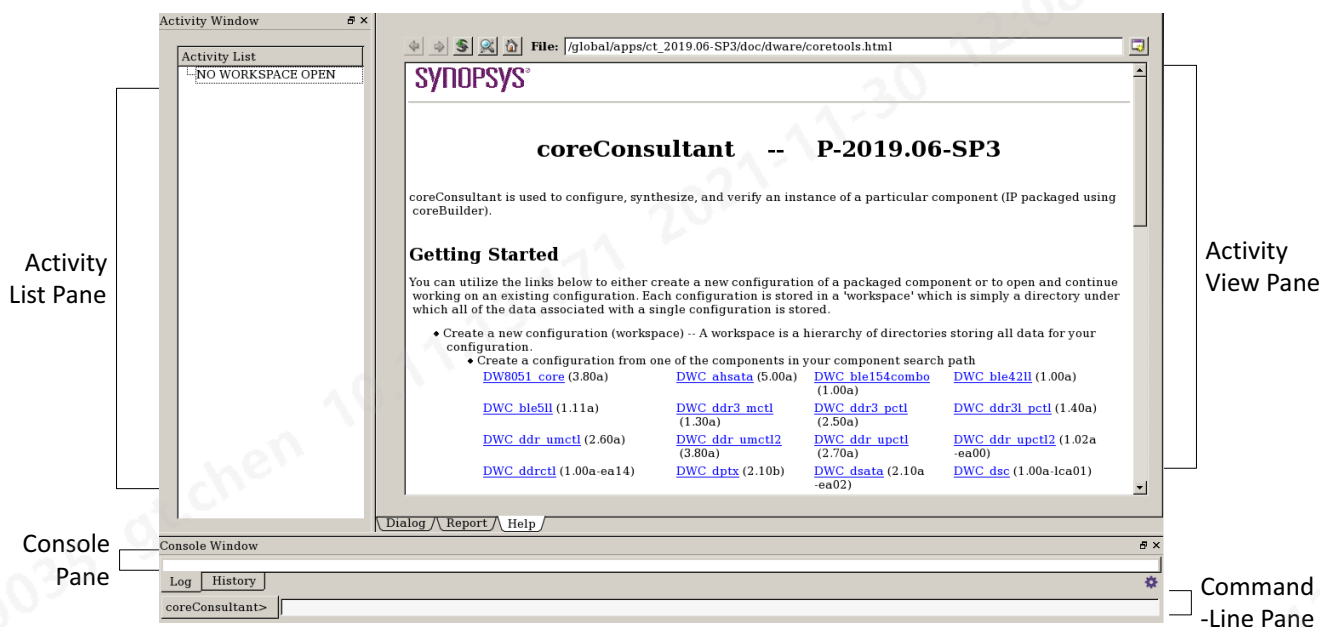 Activity Window
Activity List
NO WORKSPACE OPEN
File: /global/apps/ct_2019.06-SP3/doc/dware/coretools.html
SYNOPSYS®
coreConsultant -- P-2019.06-SP3
coreConsultant is used to configure, synthesize, and verify an instance of a particular component (IP packaged using
coreBuilder).
Getting Started
You can utilize the links below to either create a new configuration of a packaged component or to open and continue
working on an existing configuration. Each configuration is stored in a 'workspace' which is simply a directory under
which all of the data associated with a single configuration is stored.
Create a new configuration (workspace) -- A workspace is a hierarchy of directories storing all data for your
configuration.
Create a configuration from one of the components in your component search path
DW8051_core (3.80a) DWC_ahsata (5.00a) DWC_ble154combo (1.00a) DWC_ble42ll (1.00a)
DWC_ble5ll (1.11a) DWC_ddr3_mctl (1.30a) DWC_ddr3_pctl (2.50a) DWC_ddr3l_pctl (1.40a)
DWC_ddr_umctl (2.60a) DWC_ddr_umctl2 (3.80a) DWC_ddr_upctl (2.70a) DWC_ddr_upctl2 (1.02a-ea00)
DWC_ddrctl (1.00a-ea14) DWC_dptx (2.10b) DWC_dsata (2.10a-ea02) DWC_dsc (1.00a-lca01)
Dialog Report Help
Console Window
Log History
coreConsultant>
Activity
List Pane
Activity
View Pane
Console
Pane
Command
-Line Pane